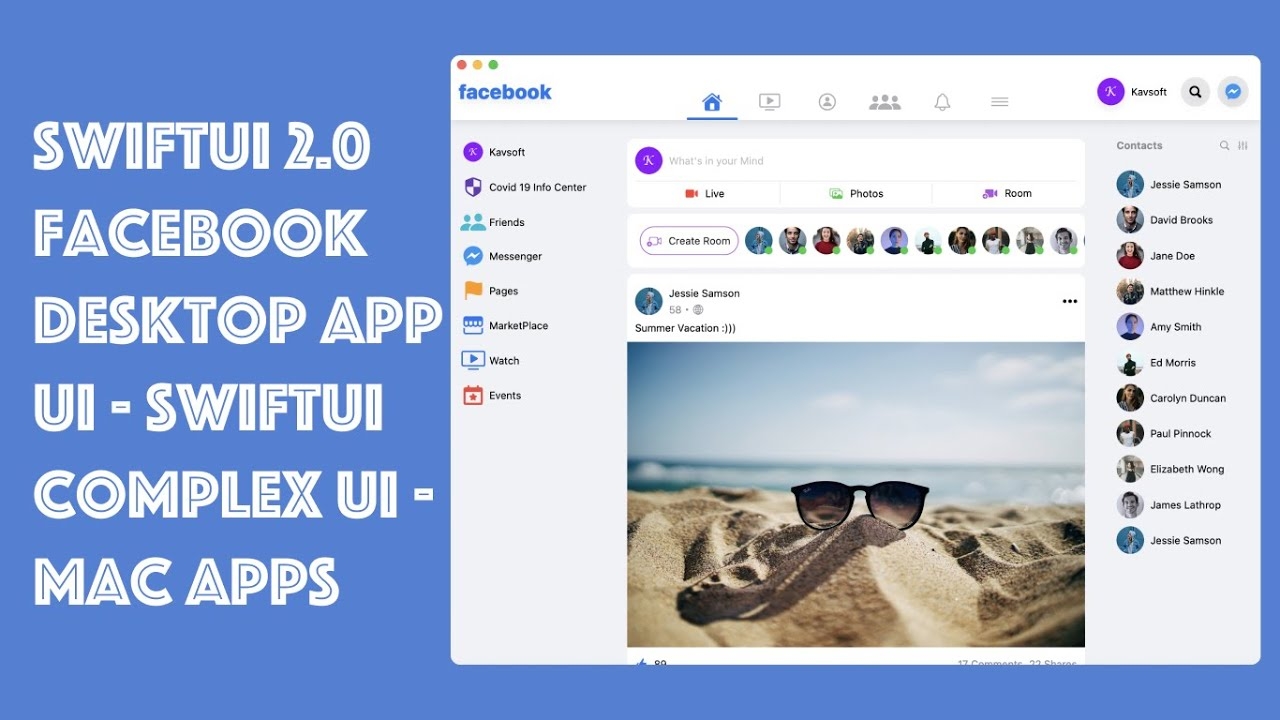 SWIFTUI 2.0
FACEBOOK
DESKTOP APP
UI - SWIFTUI
COMPLEX UI -
MAC APPS
facebook
K Kavsoft
K Kavsoft
Covid 19 Info Center
Friends
Messenger
Pages
MarketPlace
Watch
Events
K What's in your Mind
Live Photos Room
Create Room
Jessie Samson
58 •
Summer Vacation :)))
89 17 Comments 22 Shares
Contacts
Jessie Samson
David Brooks
Jane Doe
Matthew Hinkle
Amy Smith
Ed Morris
Carolyn Duncan
Paul Pinnock
Elizabeth Wong
James Lathrop
Jessie Samson